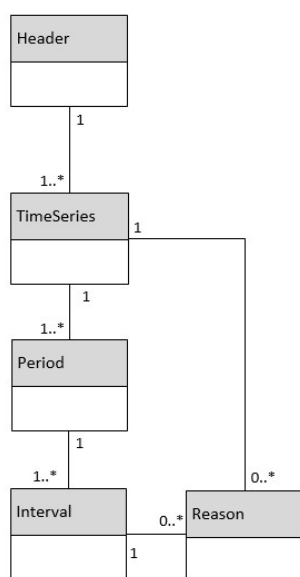 Header
1
1..*
TimeSeries
1
1
1..*
Period
1
1..*
0..*
Interval
0..*
Reason
1